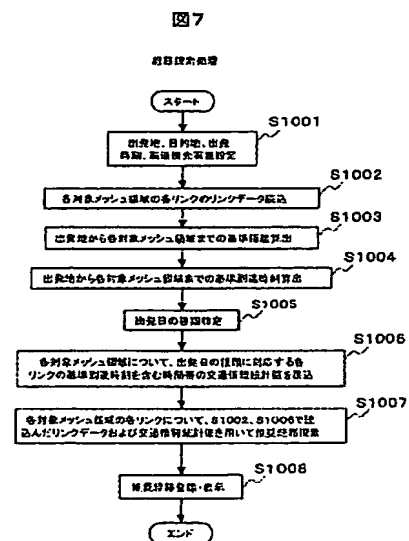 図7
経路探索処理
スタート
S1001
出発地、目的地、出発
時刻、高速優先有無設定
S1002
各対象メッシュ領域の各リンクのリンクデータ読込
S1003
出発地から各対象メッシュ領域までの基準距離算出
S1004
出発地から各対象メッシュ領域までの基準到達時刻算出
S1005
出発日の種類特定
S1006
各対象メッシュ領域について、出発日の種類に対応する各
リンクの基準到達時刻を含む時間帯の交通情報統計値を読込
S1007
各対象メッシュ領域の各リンクについて、S1002、S1006で読
込んだリンクデータおよび交通情報統計値を用いて推奨経路探索
S1008
推奨経路登録・表示
エンド